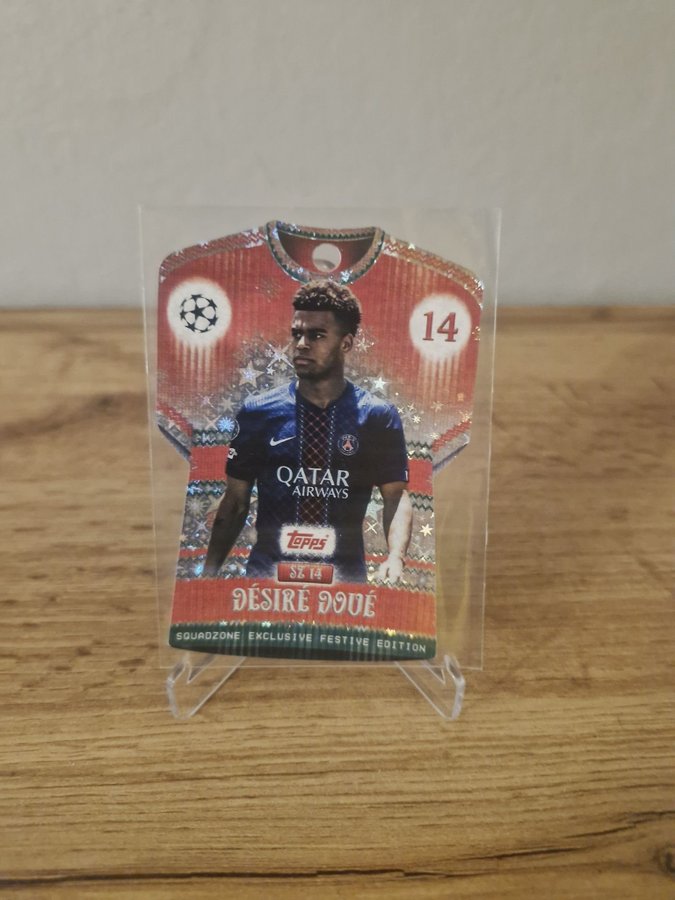 14
QATAR
AIRWAYS
topps
SZ 14
DÉSIRÉ DOUÉ
SQUADZONE EXCLUSIVE FESTIVE EDITION